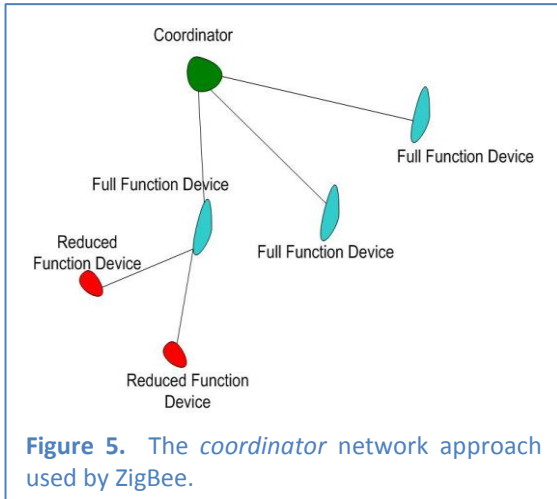 Coordinator
Full Function Device
Full Function Device
Full Function Device
Reduced
Function Device
Reduced Function
Device
Figure 5. The coordinator network approach
used by ZigBee.